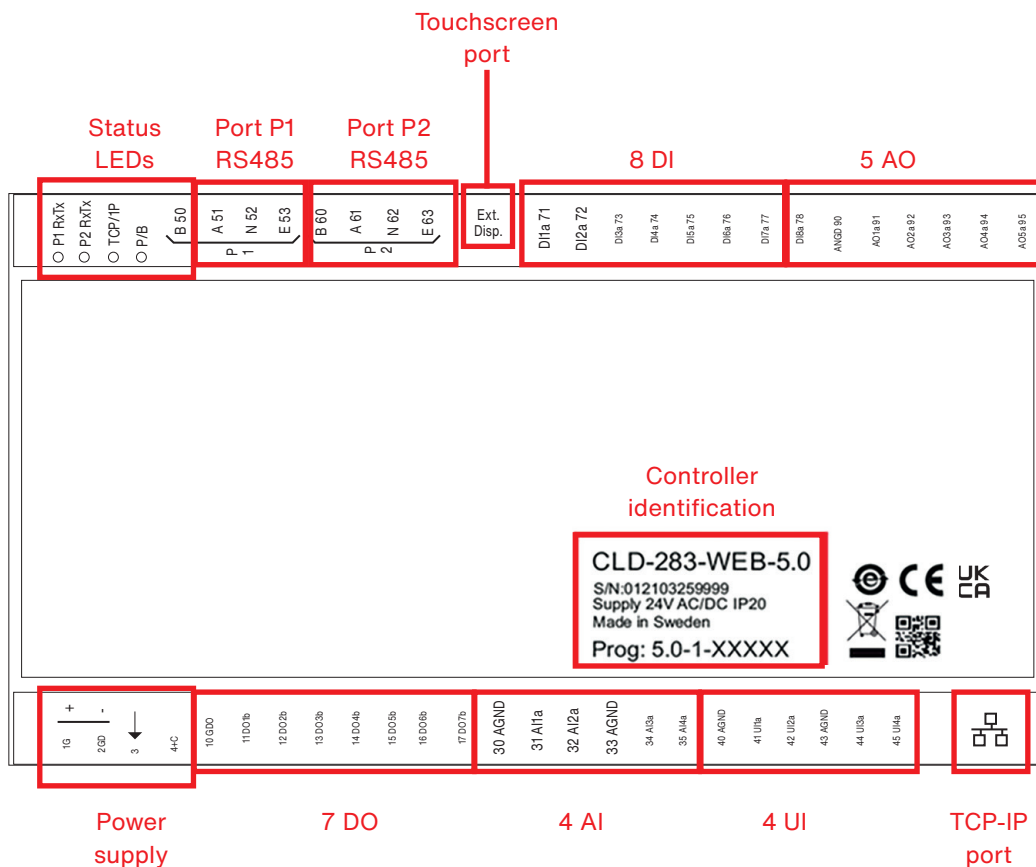 Touchscreen
port
Status
LEDs
Port P1
RS485
Port P2
RS485
8 DI
5 AO
P1 RxTx
P2 RxTx
TCP/1P
P/B
B 50
A 51
N 52
E 53
P 1
B 60
A 61
N 62
E 63
P 2
Ext.
Disp.
DI1a 71
DI2a 72
DI3a 73
DI4a 74
DI5a 75
DI6a 76
DI7a 77
DI8a 78
ANGD 90
AO1a 91
AO2a 92
AO3a 93
AO4a 94
AO5a 95
Controller
identification
CLD-283-WEB-5.0
S/N:012103259999
Supply 24V AC/DC IP20
Made in Sweden
Prog: 5.0-1-XXXXX
e
CE
UK
CA
+
-
1G
2GD
3
4+C
10 GDO
11 DO1b
12 DO2b
13 DO3b
14 DO4b
15 DO5b
16 DO6b
17 DO7b
30 AGND
31 AI1a
32 AI2a
33 AGND
34 AI3a
35 AI4a
40 AGND
41 UI1a
42 UI2a
43 AGND
44 UI3a
45 UI4a
Power
supply
7 DO
4 AI
4 UI
TCP-IP
port